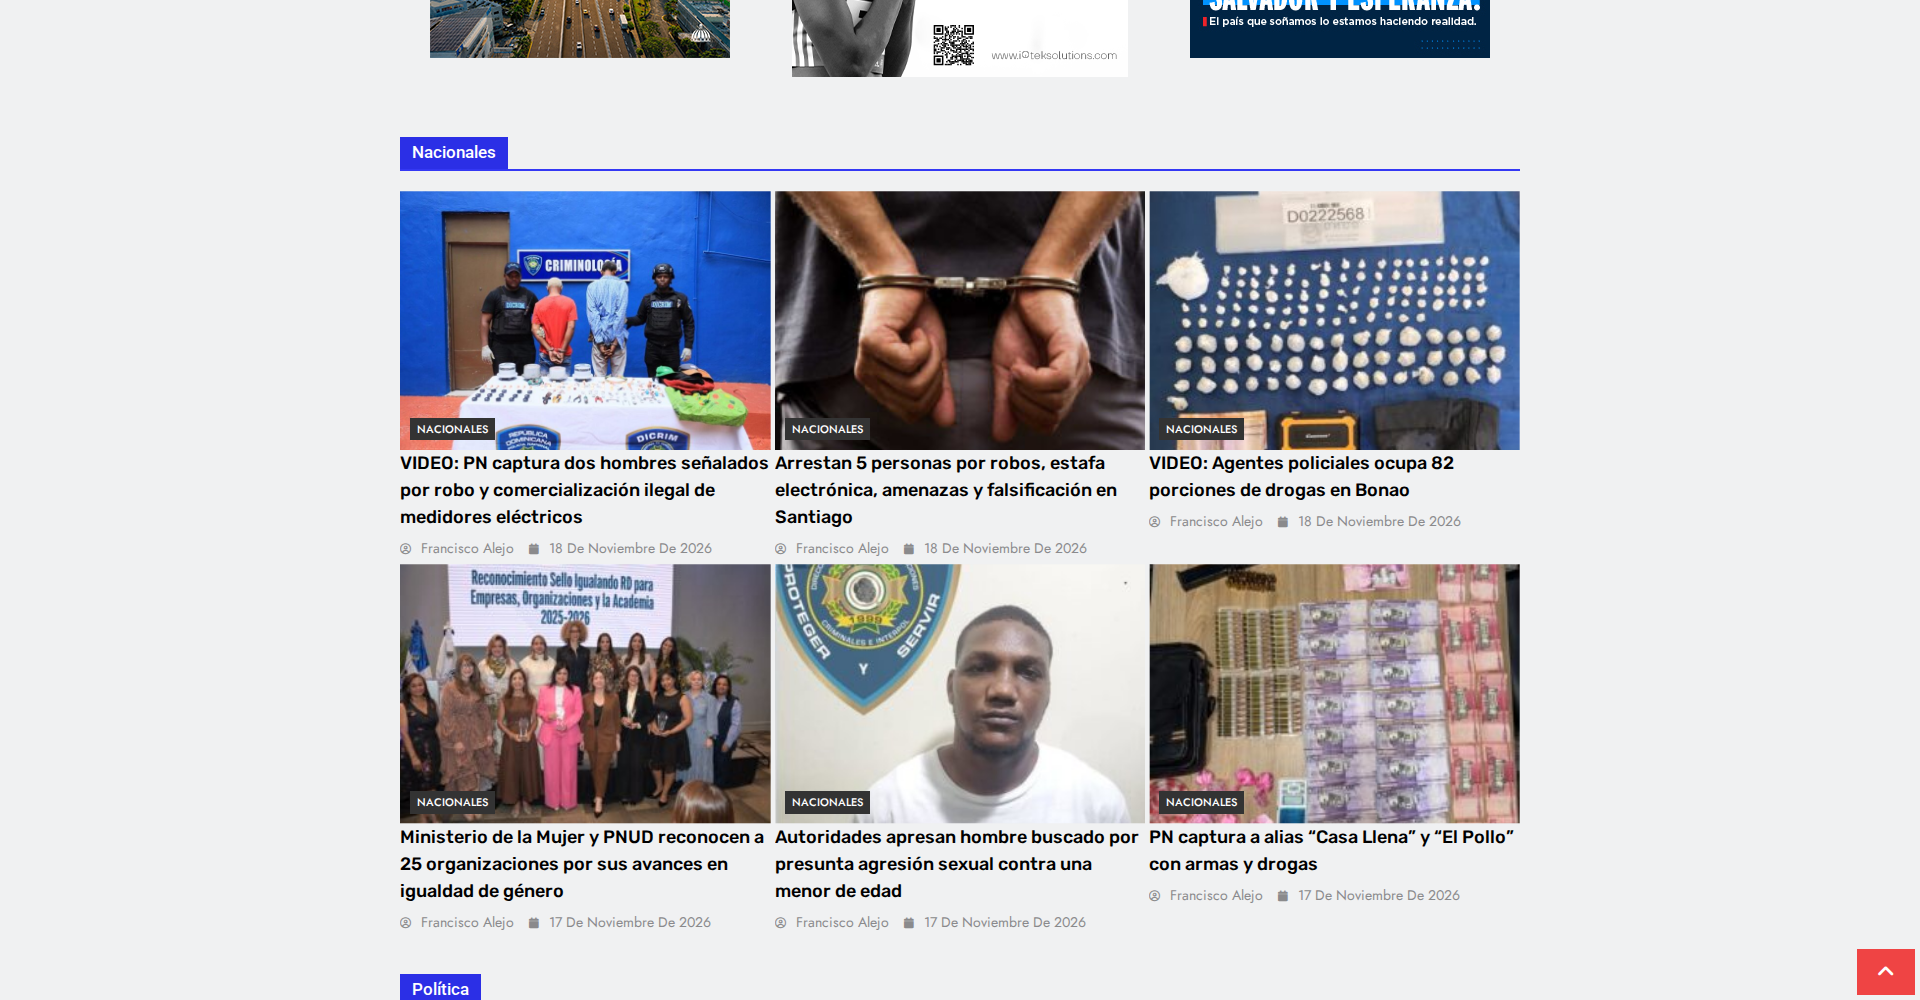 SALVADOR Y ESPERANZA!
El país que soñamos lo estamos haciendo realidad.
www.iQteksolutions.com
Nacionales
CRIMINOLOGÍA
DICRIM
REPÚBLICA
DOMINICANA
DICRIM
NACIONALES
VIDEO: PN captura dos hombres señalados
por robo y comercialización ilegal de
medidores eléctricos
Francisco Alejo 18 De Noviembre De 2026
NACIONALES
Arrestan 5 personas por robos, estafa
electrónica, amenazas y falsificación en
Santiago
Francisco Alejo 18 De Noviembre De 2026
D0222568
NACIONALES
VIDEO: Agentes policiales ocupa 82
porciones de drogas en Bonao
Francisco Alejo 18 De Noviembre De 2026
Reconocimiento Sello Igualando RD para
Empresas, Organizaciones y la Academia
2025-2026
NACIONALES
Ministerio de la Mujer y PNUD reconocen a
25 organizaciones por sus avances en
igualdad de género
Francisco Alejo 17 De Noviembre De 2026
CRIMINALES E INTERPOL
PROTEGER Y SERVIR
NACIONALES
Autoridades apresan hombre buscado por
presunta agresión sexual contra una
menor de edad
Francisco Alejo 17 De Noviembre De 2026
NACIONALES
PN captura a alias “Casa Llena” y “El Pollo”
con armas y drogas
Francisco Alejo 17 De Noviembre De 2026
Política